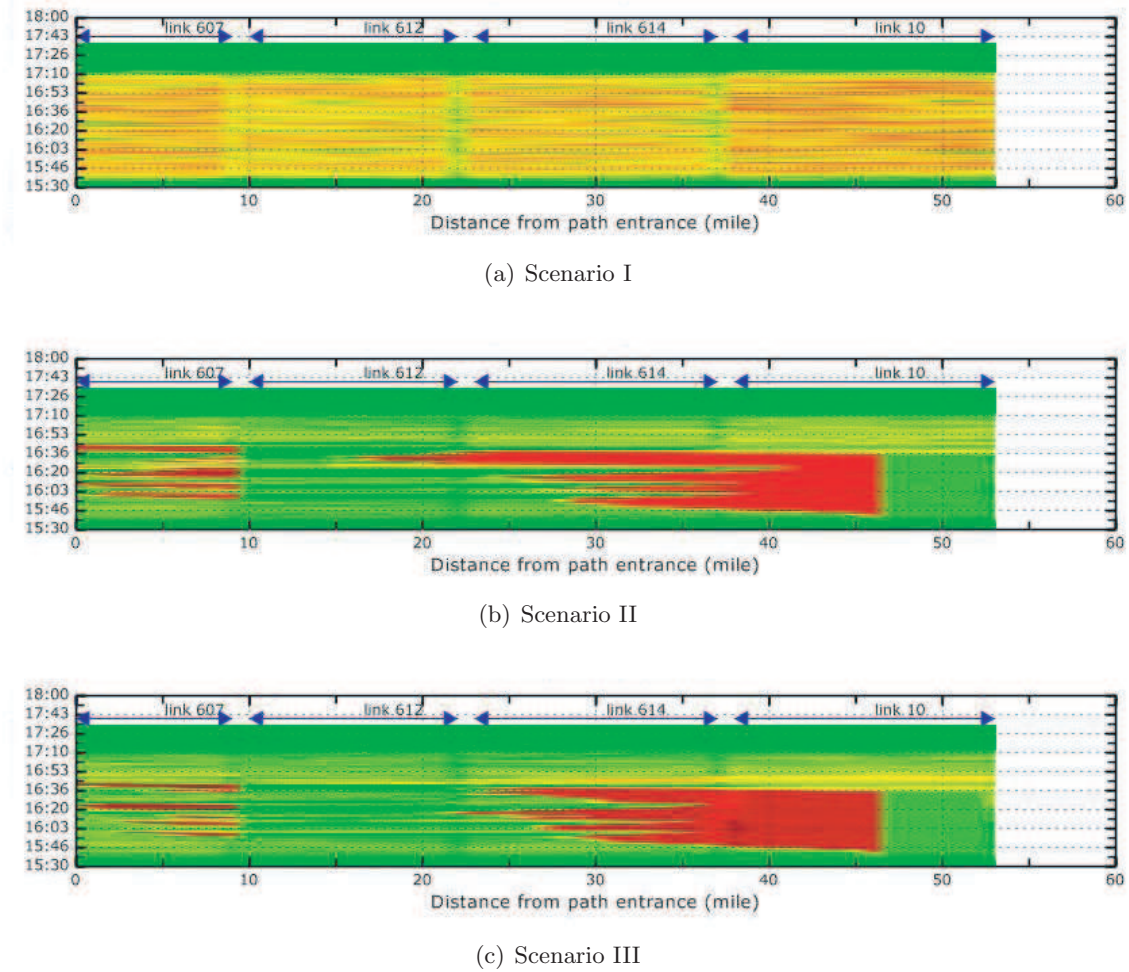 18:00
link 607 link 612 link 614 link 10
17:43
17:26
17:10
16:53
16:36
16:20
16:03
15:46
15:30
0 10 20 30 40 50 60
Distance from path entrance (mile)
(a) Scenario I
18:00
link 607 link 612 link 614 link 10
17:43
17:26
17:10
16:53
16:36
16:20
16:03
15:46
15:30
0 10 20 30 40 50 60
Distance from path entrance (mile)
(b) Scenario II
18:00
link 607 link 612 link 614 link 10
17:43
17:26
17:10
16:53
16:36
16:20
16:03
15:46
15:30
0 10 20 30 40 50 60
Distance from path entrance (mile)
(c) Scenario III